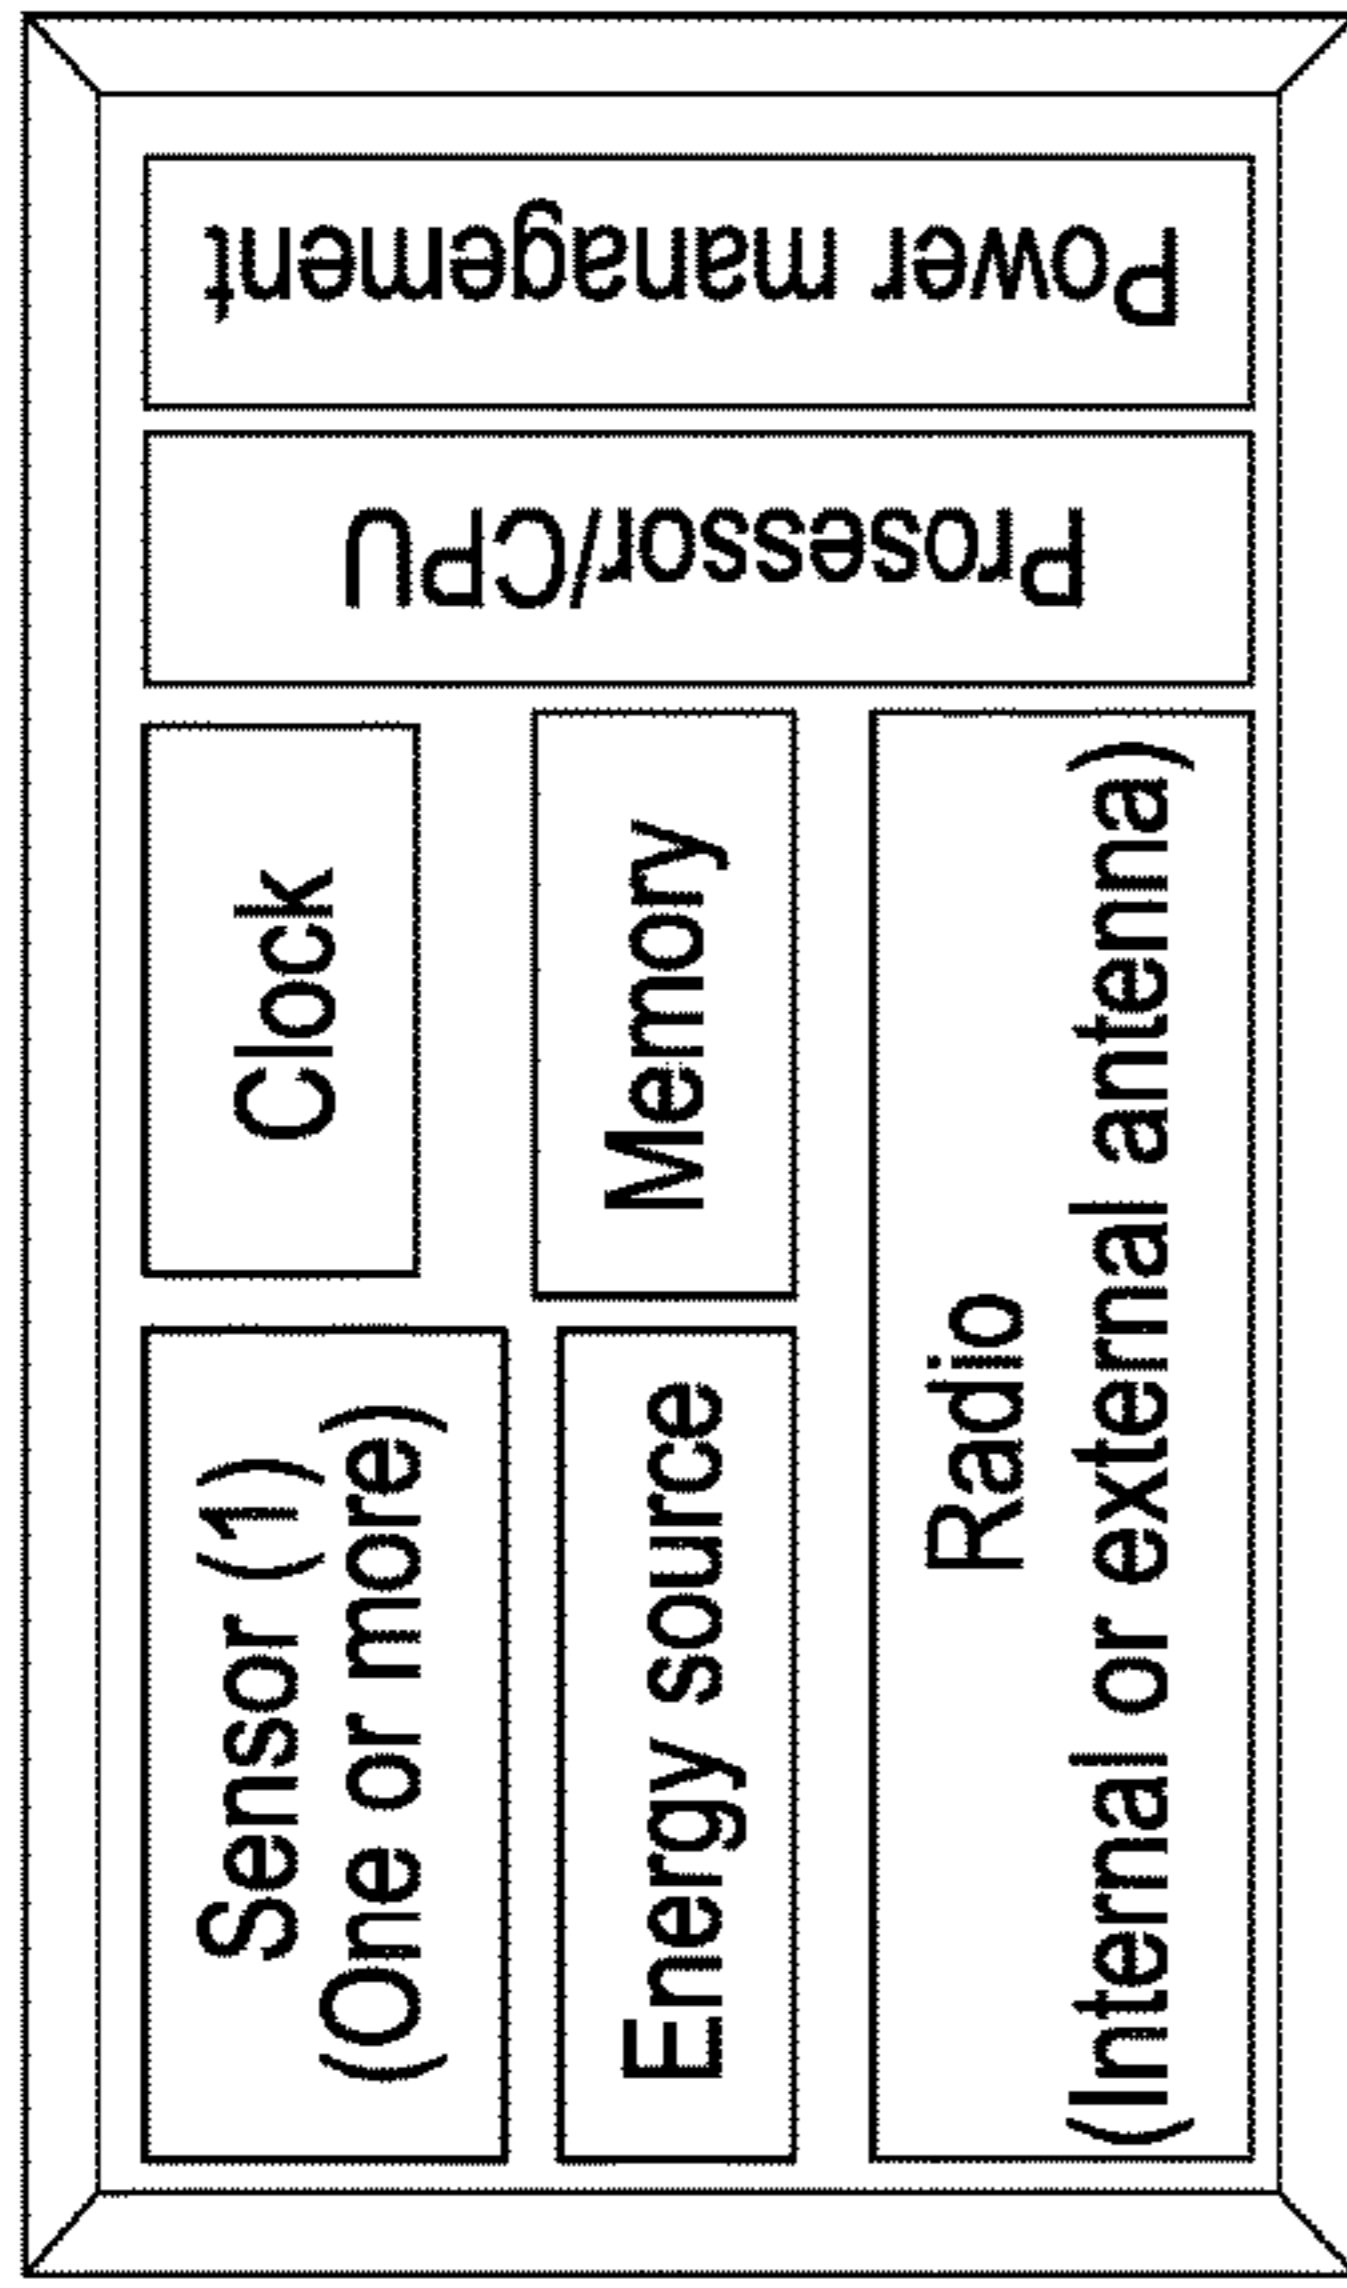 Sensor (1)
(One or more)
Clock
Energy source
Memory
Radio
(Internal or external antenna)
Prosessor/CPU
Power management